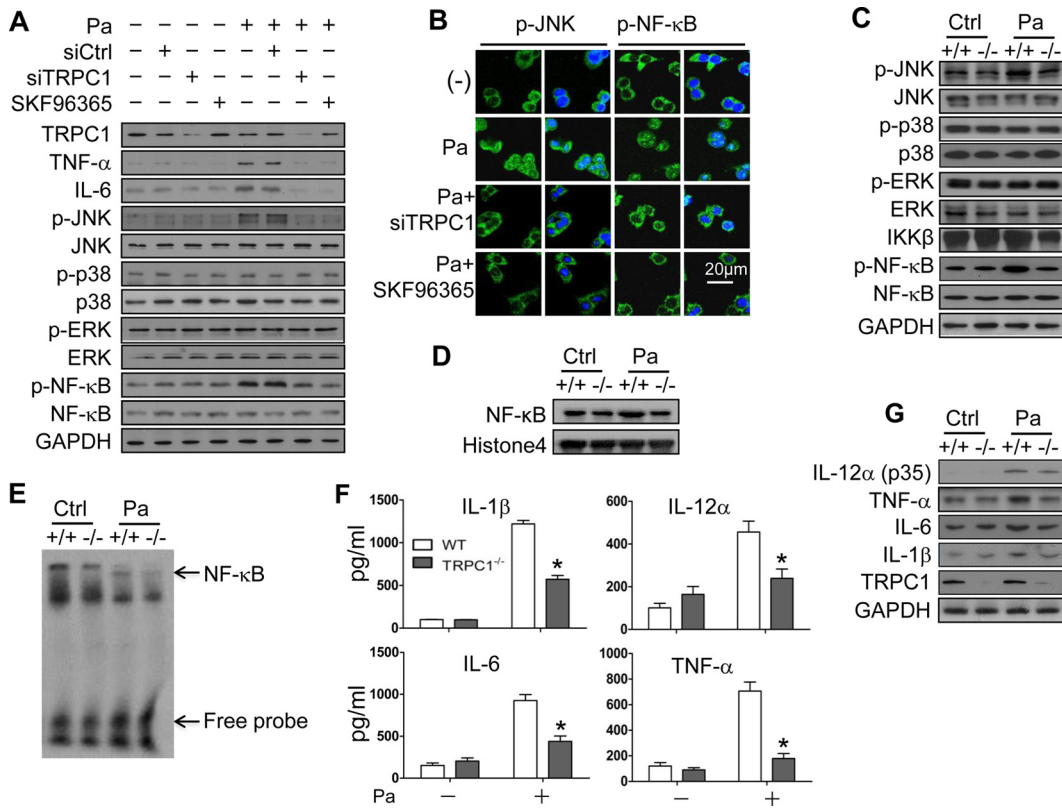 A
Pa − − − − + + + +
siCtrl − + − − − + − −
siTRPC1 − − + − − − + −
SKF96365 − − − + − − − +
TRPC1
TNF-α
IL-6
p-JNK
JNK
p-p38
p38
p-ERK
ERK
p-NF-κB
NF-κB
GAPDH
B
p-JNK p-NF-κB
(-)
Pa
Pa+
siTRPC1
Pa+
SKF96365
20μm
C
Ctrl Pa
+/+ -/- +/+ -/-
p-JNK
JNK
p-p38
p38
p-ERK
ERK
IKKβ
p-NF-κB
NF-κB
GAPDH
D
Ctrl Pa
+/+ -/- +/+ -/-
NF-κB
Histone4
E
Ctrl Pa
+/+ -/- +/+ -/-
NF-κB
Free probe
F
IL-1β
pg/ml
1500
1000
500
0
WT
TRPC1-/-
*
IL-12α
600
400
200
0
*
IL-6
pg/ml
1500
1000
500
0
*
TNF-α
1000
800
600
400
200
0
*
Pa − + − +
G
Ctrl Pa
+/+ -/- +/+ -/-
IL-12α (p35)
TNF-α
IL-6
IL-1β
TRPC1
GAPDH